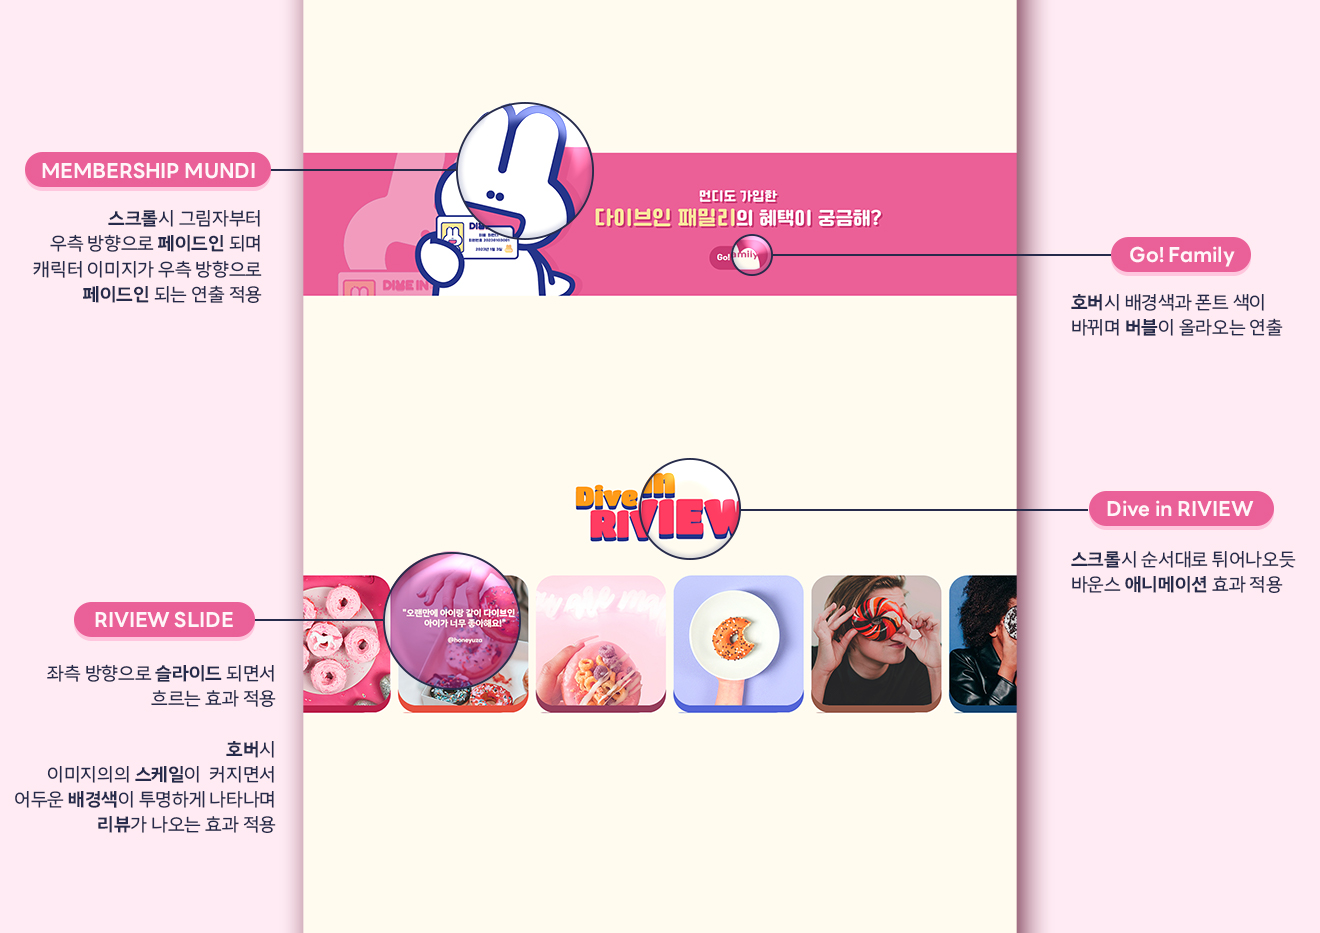 MEMBERSHIP MUNDI
스크롤시 그림자부터
우측 방향으로 페이드인 되며
캐릭터 이미지가 우측 방향으로
페이드인 되는 연출 적용
먼디도 가입한
다이브인 패밀리의 혜택이 궁금해?
Go! Family
DIVE IN
Go! Family
호버시 배경색과 폰트 색이
바뀌며 버블이 올라오는 연출
Dive in
RIVIEW
Dive in RIVIEW
스크롤시 순서대로 튀어나오듯
바운스 애니메이션 효과 적용
RIVIEW SLIDE
좌측 방향으로 슬라이드 되면서
흐르는 효과 적용
호버시
이미지의의 스케일이 커지면서
어두운 배경색이 투명하게 나타나며
리뷰가 나오는 효과 적용
"오랜만에 아이랑 같이 다이브인
아이가 너무 좋아해요!"
@honeyuza